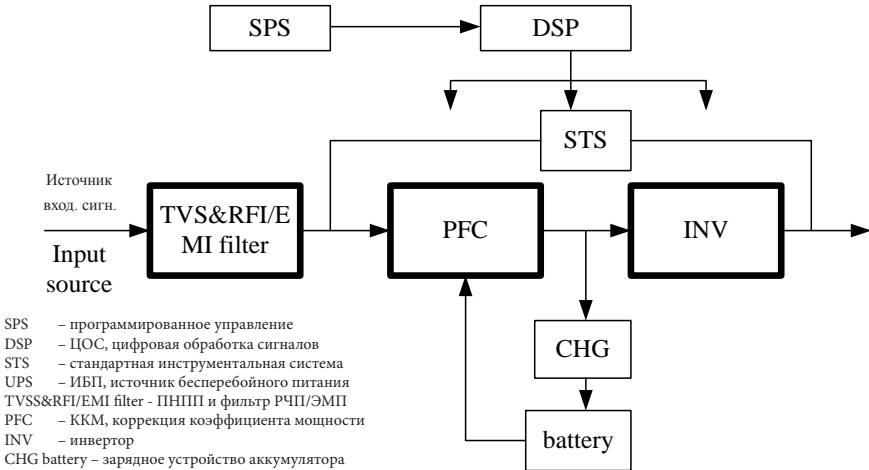 SPS
DSP
STS
Источник
вход. сигн.
Input
source
TVS&RFI/E
MI filter
PFC
INV
CHG
battery
SPS – программированное управление
DSP – ЦОС, цифровая обработка сигналов
STS – стандартная инструментальная система
UPS – ИБП, источник бесперебойного питания
TVSS&RFI/EMI filter - ПНПП и фильтр РЧП/ЭМП
PFC – ККМ, коррекция коэффициента мощности
INV – инвертор
CHG battery – зарядное устройство аккумулятора